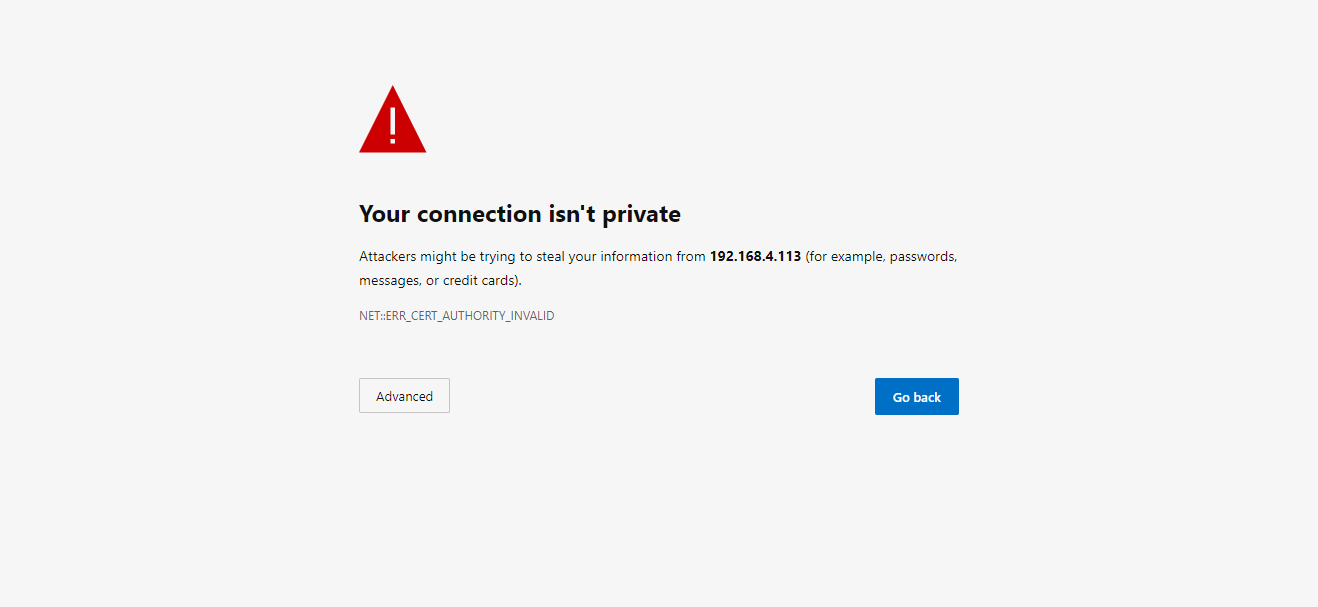 Your connection isn't private
Attackers might be trying to steal your information from 192.168.4.113 (for example, passwords,
messages, or credit cards).
NET::ERR_CERT_AUTHORITY_INVALID
Advanced
Go back